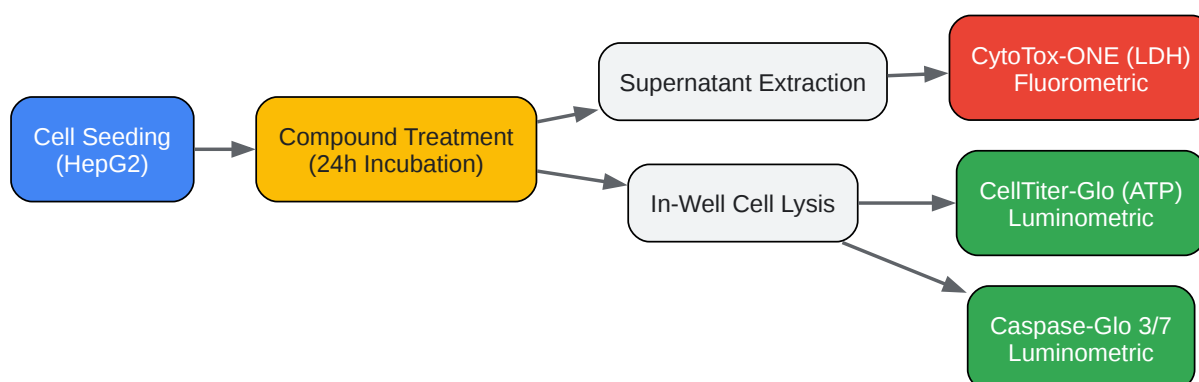 Cell Seeding
(HepG2)
Compound Treatment
(24h Incubation)
Supernatant Extraction
In-Well Cell Lysis
CytoTox-ONE (LDH)
Fluorometric
CellTiter-Glo (ATP)
Luminometric
Caspase-Glo 3/7
Luminometric